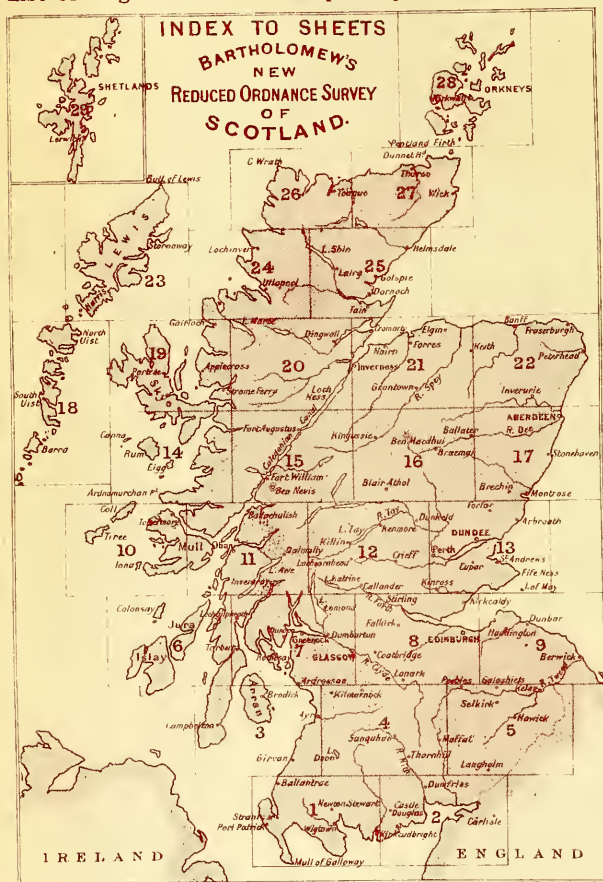 INDEX TO SHEETS
BARTHOLOMEW'S
NEW
REDUCED ORDNANCE SURVEY
OF
SCOTLAND.
SHETLANDS
29
Lerwick
28
Kirkwall
ORKNEYS
Pentland Firth
Dunnet Hd
C Wrath
Thurso
26
Tongue
27
Wick
Butt of Lewis
LEWIS
Stornaway
23
Harris
Lochinver
L. Shin
Helmsdale
24
Lairg
25
Golspie
Ullapool
Dornoch
Tain
Gairloch
L. Maree
Dingwall
Cromarty
Elgin
Banff
Fraserburgh
North
Uist
19
Portree
Skye
Applecross
20
Nairn
Forres
Keith
Peterhead
Inverness
21
22
Strome Ferry
Loch
Ness
Grantown
R. Spey
Inverurie
South
Uist
18
Barra
Canna
Rum
14
Eigg
Fort Augustus
Caledonian Canal
Kingussie
Ben Macdhui
Ballater
ABERDEEN
R. Dee
Braemar
15
16
17
Stonehaven
Fort William
Ben Nevis
Blair Athol
Brechin
Ardnamurchan Pt
Montrose
Coll
Tobermory
Ballachulish
R. Tay
Dunkeld
Forfar
Arbroath
Tiree
10
Mull
Oban
11
L. Tay
Kenmore
DUNDEE
Killin
Dalmally
12
Crieff
Perth
13
St Andrews
Iona
L. Awe
Lochearnhead
Cupar
Fife Ness
Inveraray
L. Katrine
Callander
Kinross
I. of May
Colonsay
Stirling
R. Forth
Kirkcaldy
Jura
Lochgilphead
L.
Lomond
Falkirk
Dunbar
6
Dunoon
Greenock
Dumbarton
8
EDINBURGH
Haddington
9
Islay
Tarbert
7
GLASGOW
Coatbridge
Berwick
Rothesay
R. Clyde
Lanark
Peebles
Galashiels
Kelso
R. Tweed
Ardrossan
Arran
Brodick
Kilmarnock
Selkirk
Hawick
3
Ayr
4
5
Campbelton
Sanquhar
Moffat
Girvan
L.
Doon
R. Nith
Thornhill
Langholm
Ballantrae
Dumfries
1
Newton Stewart
Castle
Douglas
2
Carlisle
Port Patrick
Wigtown
Kirkcudbright
Mull of Galloway
IRELAND
ENGLAND